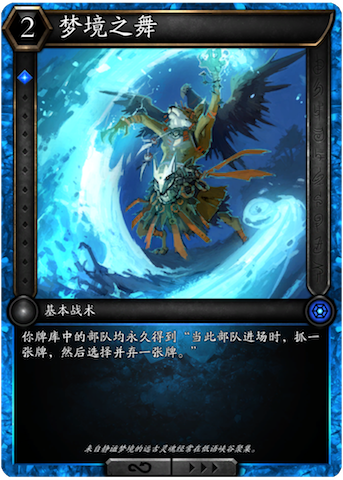 2 梦境之舞
基本战术
你牌库中的部队均永久得到“当此部队进场时，抓一
张牌，然后选择并弃一张牌。”
来自静谧梦境的远古灵魂经常在低语峡谷聚集。